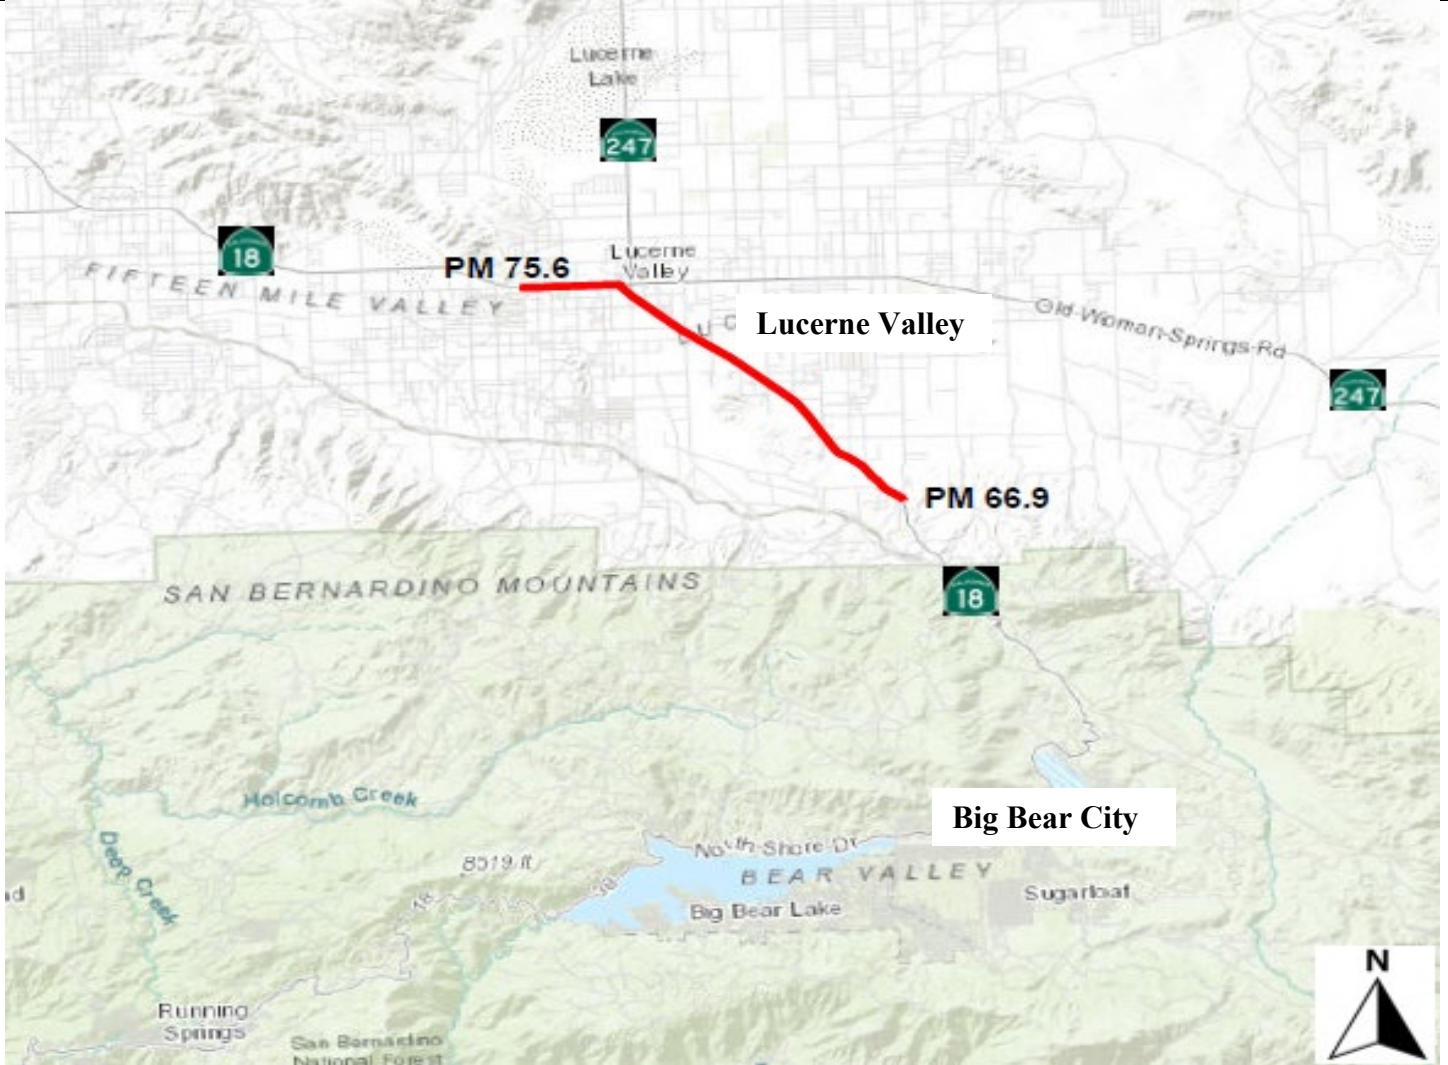 Lucerne
Lake
247
18
Lucerne
Valley
PM 75.6
FIFTEEN MILE VALLEY
Lucerne Valley
Old-Woman-Springs-Rd
247
PM 66.9
SAN BERNARDINO MOUNTAINS
18
Holcomb Creek
Big Bear City
Deep Creek
North-Shore-Dr
8519 ft
38
BEAR VALLEY
18
Sugarloaf
Big Bear Lake
N
Running
Springs
San Bernardino
National Forest